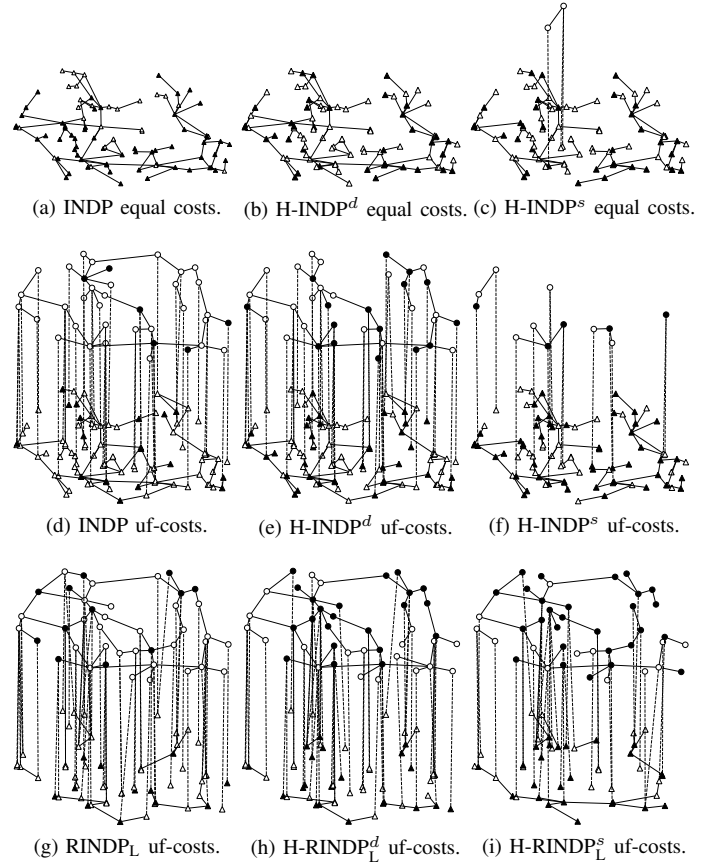 (a) INDP equal costs. (b) H-INDP^d equal costs. (c) H-INDP^s equal costs.
(d) INDP uf-costs. (e) H-INDP^d uf-costs. (f) H-INDP^s uf-costs.
(g) RINDP_L uf-costs. (h) H-RINDP_L^d uf-costs. (i) H-RINDP_L^s uf-costs.